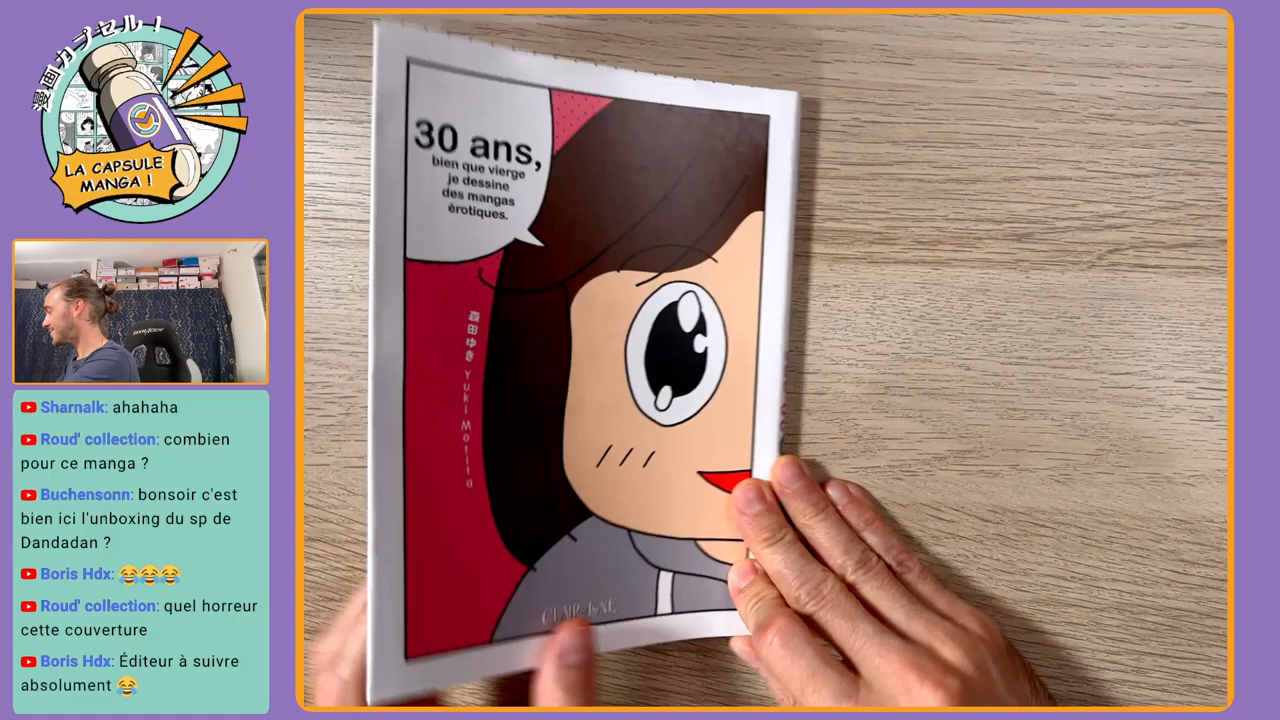 漫画カプセル！
LA CAPSULE
MANGA !
DXRACER
Sharnalk: ahahaha
Roud' collection: combien
pour ce manga ?
Buchensonn: bonsoir c'est
bien ici l'unboxing du sp de
Dandadan ?
Boris Hdx: 😂😂😂
Roud' collection: quel horreur
cette couverture
Boris Hdx: Éditeur à suivre
absolument 😂
30 ans,
bien que vierge
je dessine
des mangas
érotiques.
森田ゆき Yuki Morita